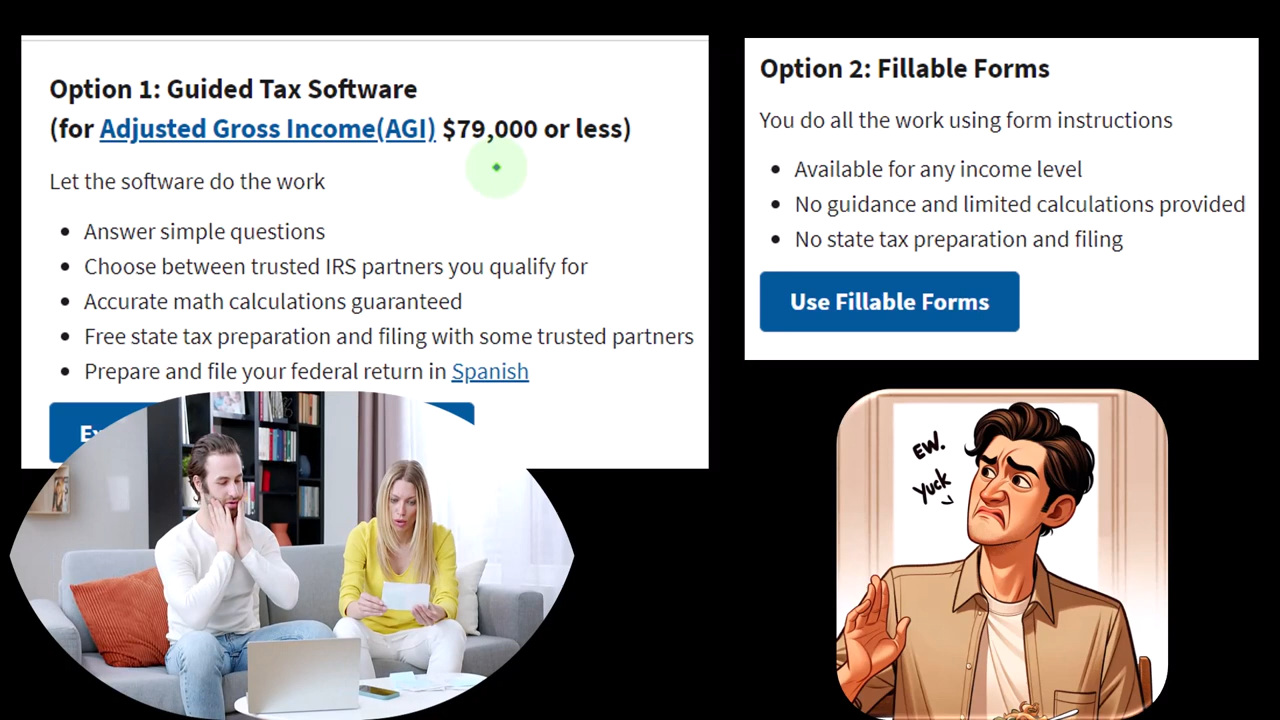 Option 1: Guided Tax Software
(for Adjusted Gross Income(AGI) $79,000 or less)
Let the software do the work
Answer simple questions
Choose between trusted IRS partners you qualify for
Accurate math calculations guaranteed
Free state tax preparation and filing with some trusted partners
Prepare and file your federal return in Spanish
Option 2: Fillable Forms
You do all the work using form instructions
Available for any income level
No guidance and limited calculations provided
No state tax preparation and filing
Use Fillable Forms
EW.
YUCK